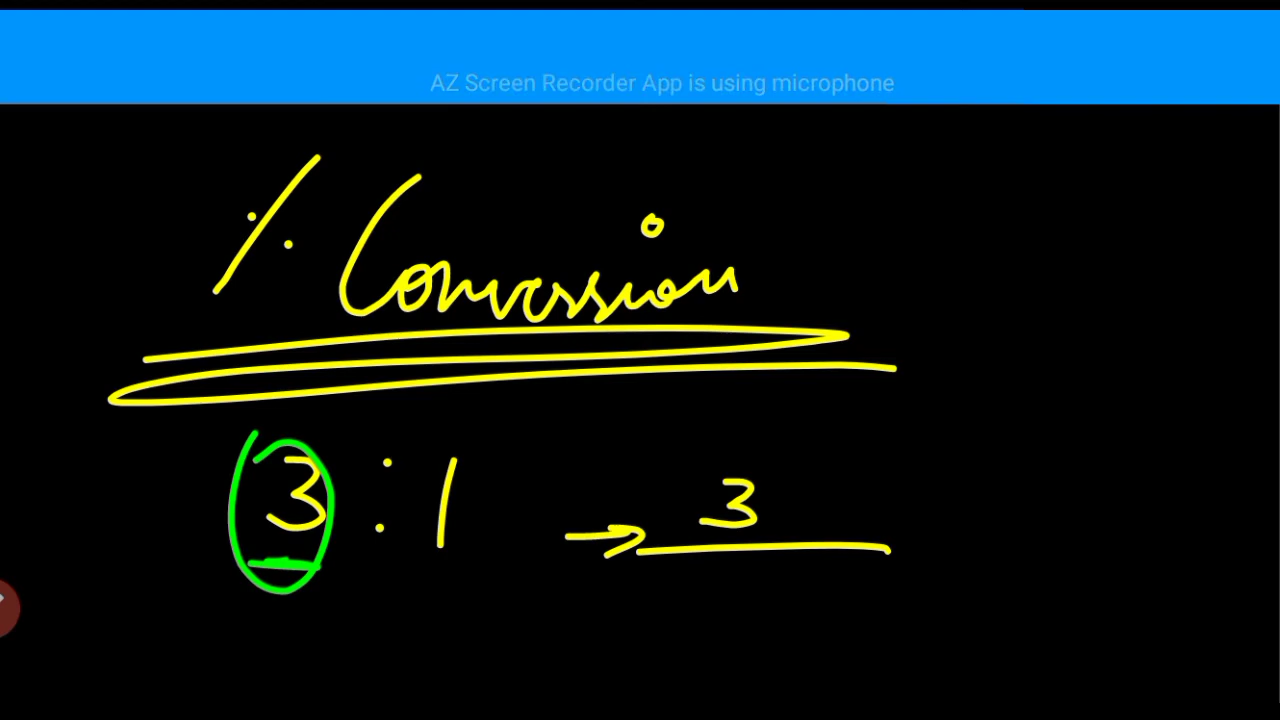 AZ Screen Recorder App is using microphone
% Conversion
3 : 1 → 3